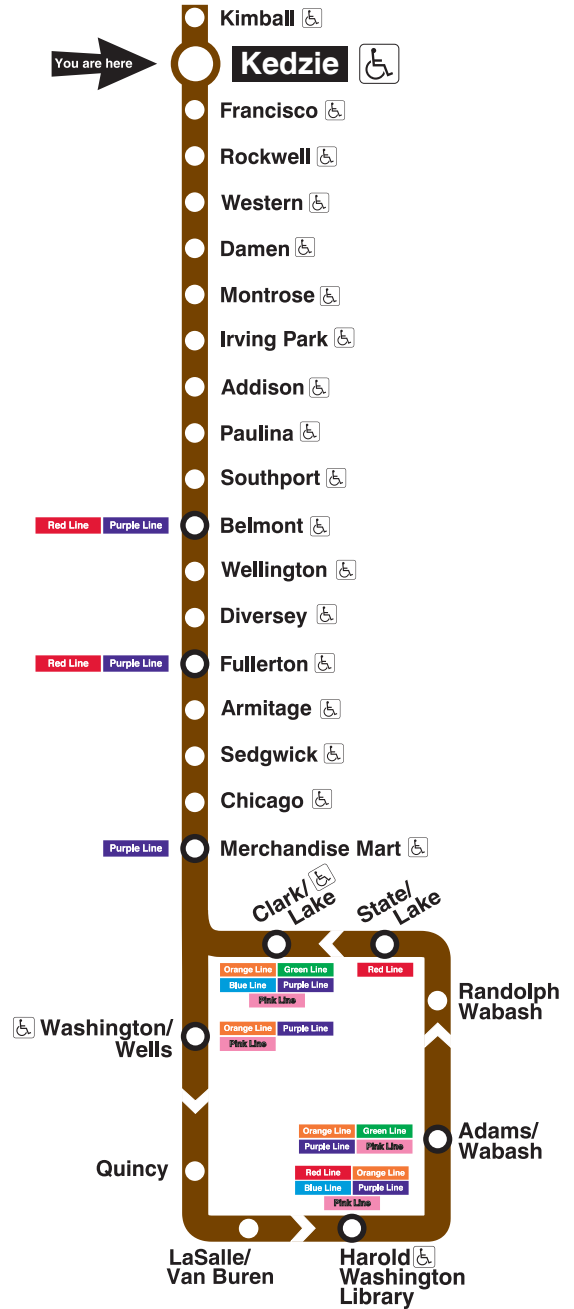 Kimball
You are here
Kedzie
Francisco
Rockwell
Western
Damen
Montrose
Irving Park
Addison
Paulina
Southport
Red Line Purple Line Belmont
Wellington
Diversey
Red Line Purple Line Fullerton
Armitage
Sedgwick
Chicago
Purple Line Merchandise Mart
Clark/
Lake
State/
Lake
Orange Line Green Line
Blue Line Purple Line
Pink Line
Red Line
Randolph
Wabash
Washington/
Wells
Orange Line Purple Line
Pink Line
Orange Line Green Line
Purple Line Pink Line
Adams/
Wabash
Quincy
Red Line Orange Line
Blue Line Purple Line
Pink Line
LaSalle/
Van Buren
Harold
Washington
Library